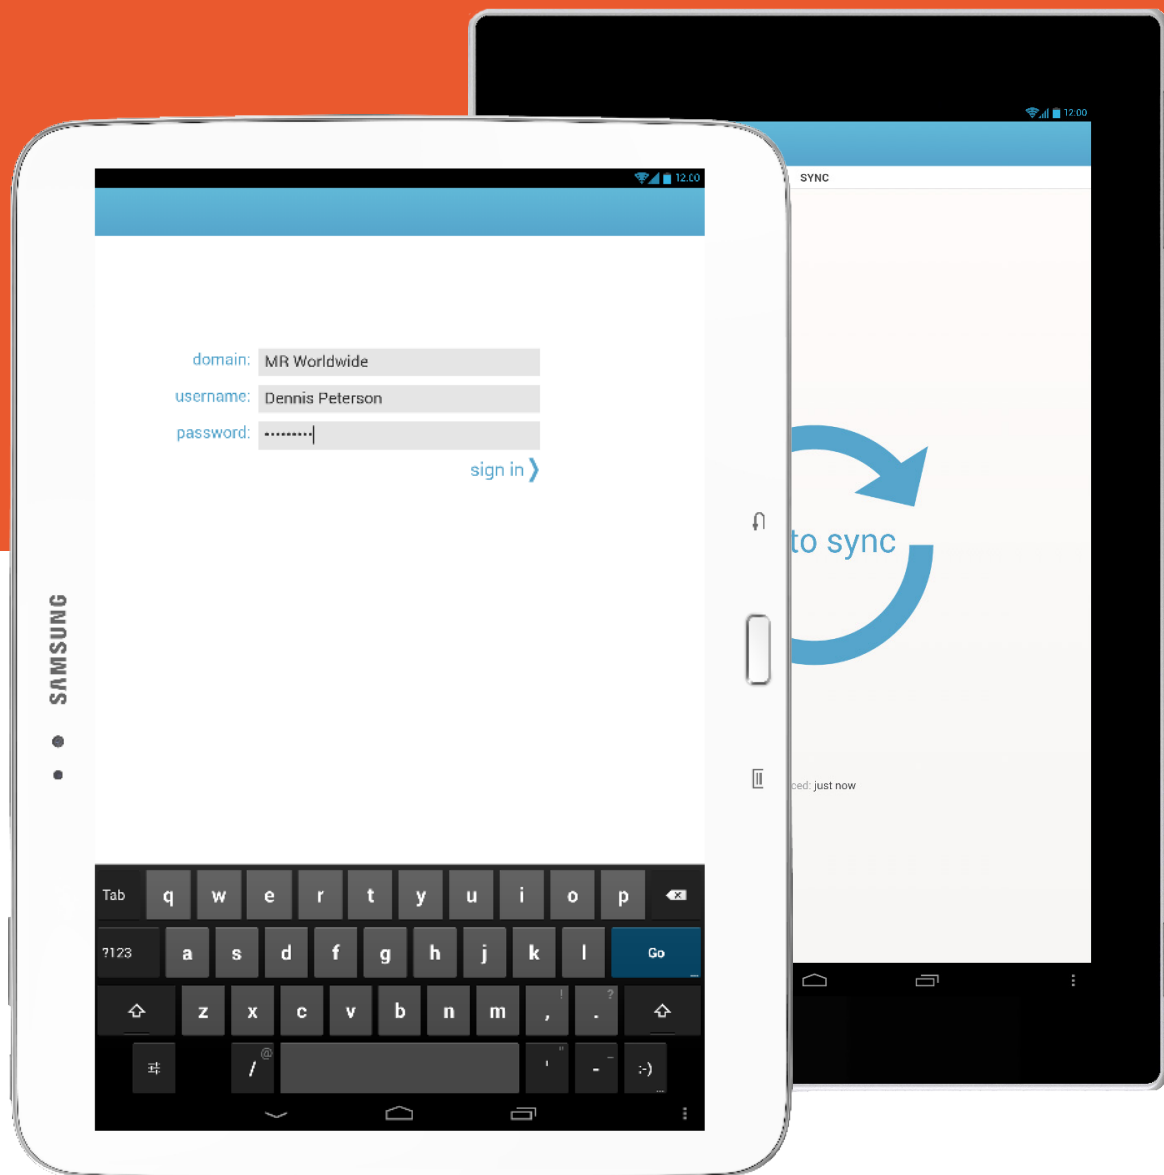 12:00
SYNC
to sync
ced: just now
12:00
domain: MR Worldwide
username: Dennis Peterson
password: ·········
sign in ❯
SAMSUNG
Tab q w e r t y u i o p
?123 a s d f g h j k l Go
z x c v b n m , ! . ?
/ @ ' " - _ :-)